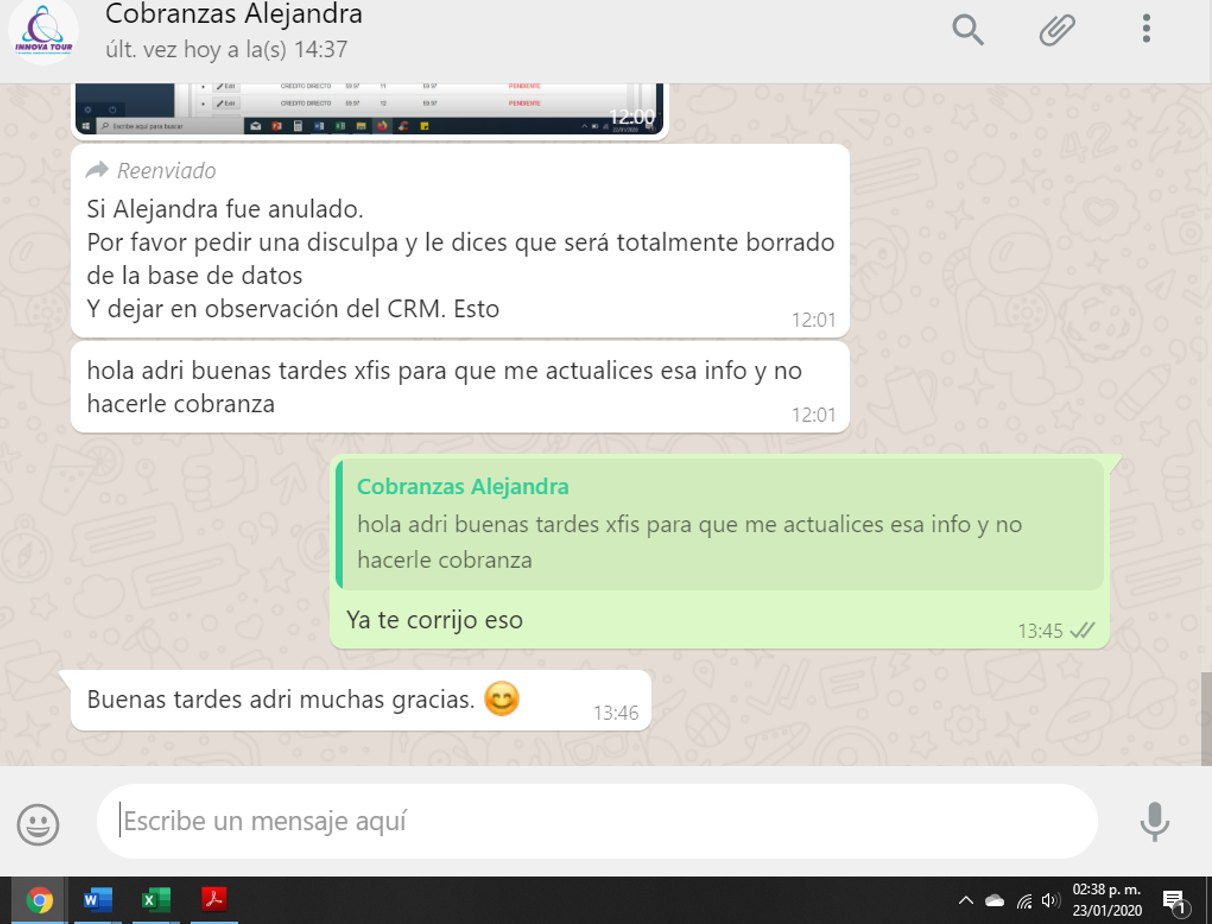 Cobranzas Alejandra
últ. vez hoy a la(s) 14:37
INNOVA TOUR
Edit CREDITO DIRECTO 59.97 11 59.97 PENDIENTE
Edit CREDITO DIRECTO 59.97 12 59.97 PENDIENTE
Escribe aquí para buscar
12:00
Reenviado
Si Alejandra fue anulado.
Por favor pedir una disculpa y le dices que será totalmente borrado
de la base de datos
Y dejar en observación del CRM. Esto
12:01
hola adri buenas tardes xfis para que me actualices esa info y no
hacerle cobranza
12:01
Cobranzas Alejandra
hola adri buenas tardes xfis para que me actualices esa info y no
hacerle cobranza
Ya te corrijo eso
13:45
Buenas tardes adri muchas gracias. 😊
13:46
Escribe un mensaje aquí
02:38 p. m.
23/01/2020
1